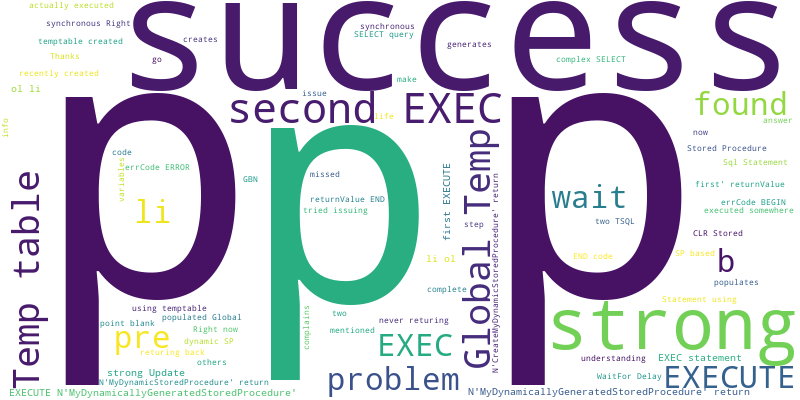 actually executed
success
synchronous Right
creates
synchronous
SELECT query
generates
temptable created
Thanks
go
complex SELECT
recently created
make
ol li
issue
second EXEC
found
life
answer
info
p
p p
now
code
variables
errCode ERROR
GBN
missed
Stored Procedure
Sql Statement
first EXECUTE
Global Temp
N'CreateMyDynamicStoredProcedure' return
Temp table
li
returnValue END
tried issuing
wait
first' returnValue
errCode BEGIN
executed somewhere
two TSQL
step
CLR Stored
li ol
END code
SP based
b
complete
populates
Statement using
using temptable
populated Global
point blank
two
never returing
strong
pre
Right now
mentioned
complains
dynamic SP
returing back
EXEC
understanding
EXEC statement
others
strong Update
problem
WaitFor Delay
EXECUTE
N'MyDynamicStoredProcedure' return
EXECUTE N'MyDynamicallyGeneratedStoredProcedure'
N'MyDynamicallyGeneratedStoredProcedure' return